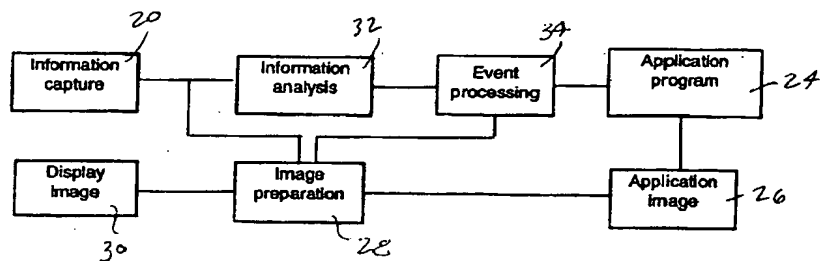 20
32
34
Information
capture
Information
analysis
Event
processing
Application
program
24
Display
Image
Image
preparation
Application
Image
26
30
28